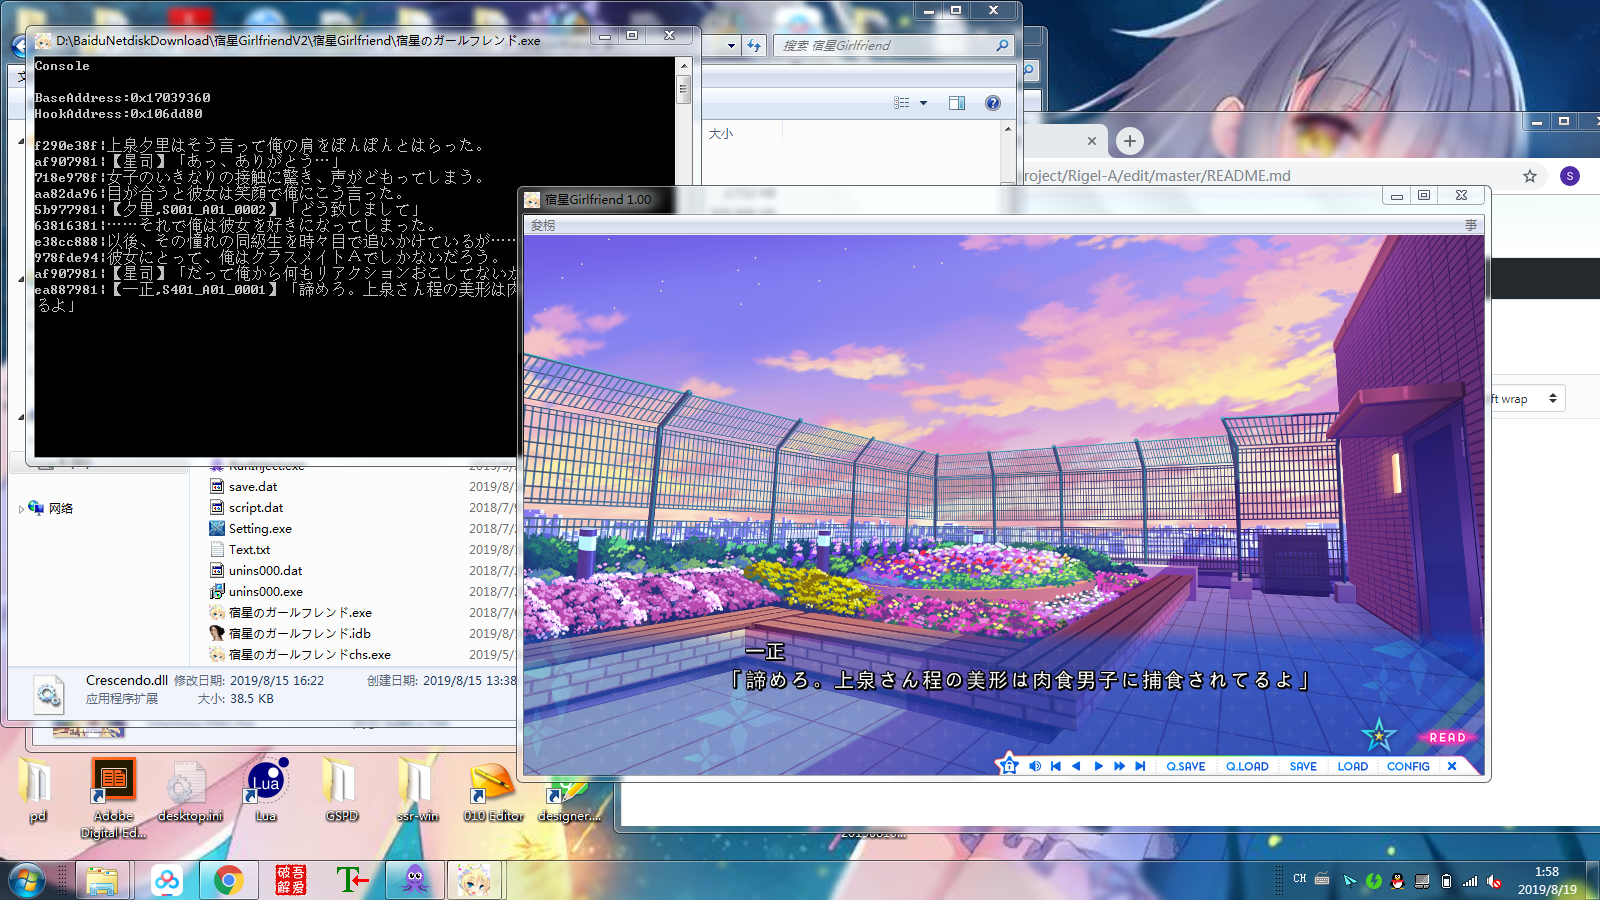 D:\BaiduNetdiskDownload\宿星GirlfriendV2\宿星Girlfriend\宿星のガールフレンド.exe
Console
BaseAddress:0x17039360
HookAddress:0x106dd80
f290e38f|上泉夕里はそう言って俺の肩をぽんぽんとはらった。
af907981|【星司】「あっ、ありがとう…」
718e978f|女子のいきなりの接触に驚き、声がどもってしまう。
aa82da96|目が合うと彼女は笑顔で俺にこう言った。
5b977981|【夕里,S001_A01_0002】「どう致しまして」
63816381|……それで俺は彼女を好きになってしまった。
e38cc888|以後、その憧れの同級生を時々目で追いかけているが……
978fde94|彼女にとって、俺はクラスメイトAでしかないだろう。
af907981|【星司】「だって俺から何もリアクションおこしてないか
ea887981|【一正,S401_A01_0001】「諦めろ。上泉さん程の美形は肉
るよ」
搜索 宿星Girlfriend
大小
roject/Rigel-A/edit/master/README.md
S
ft wrap
宿星Girlfriend 1.00
一正
「諦めろ。上泉さん程の美形は肉食男子に捕食されてるよ」
READ
Q.SAVE
Q.LOAD
SAVE
LOAD
CONFIG
网络
RunInject.exe
save.dat 2019/8/
script.dat 2018/7/
Setting.exe 2018/7/
Text.txt 2019/8/
unins000.dat 2018/7/
unins000.exe 2018/7/
宿星のガールフレンド.exe 2018/7/
宿星のガールフレンド.idb 2019/8/
宿星のガールフレンドchs.exe 2019/5/
Crescendo.dll 修改日期: 2019/8/15 16:22 创建日期: 2019/8/15 13:38
应用程序扩展 大小: 38.5 KB
pd
Adobe Digital Ed...
desktop.ini
Lua
Lua
GSPD
ssr-win
010 Editor
designer....
破吾解爱
T
CH
1:58
2019/8/19